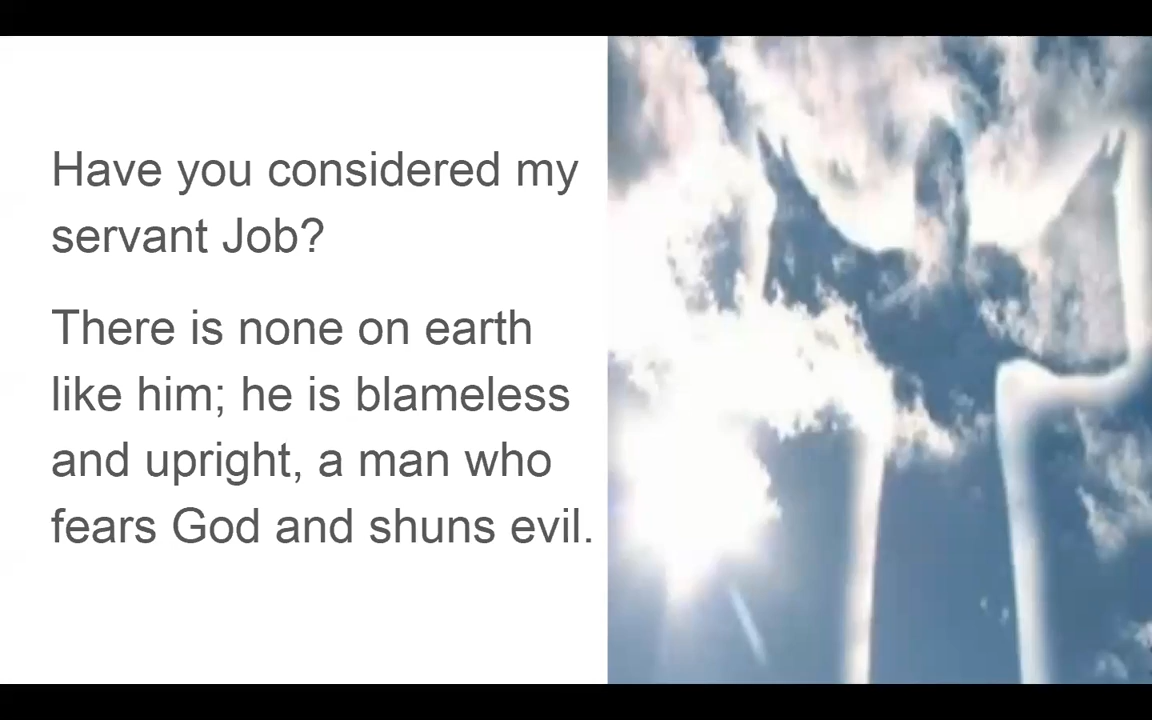 Have you considered my
servant Job?
There is none on earth
like him; he is blameless
and upright, a man who
fears God and shuns evil.